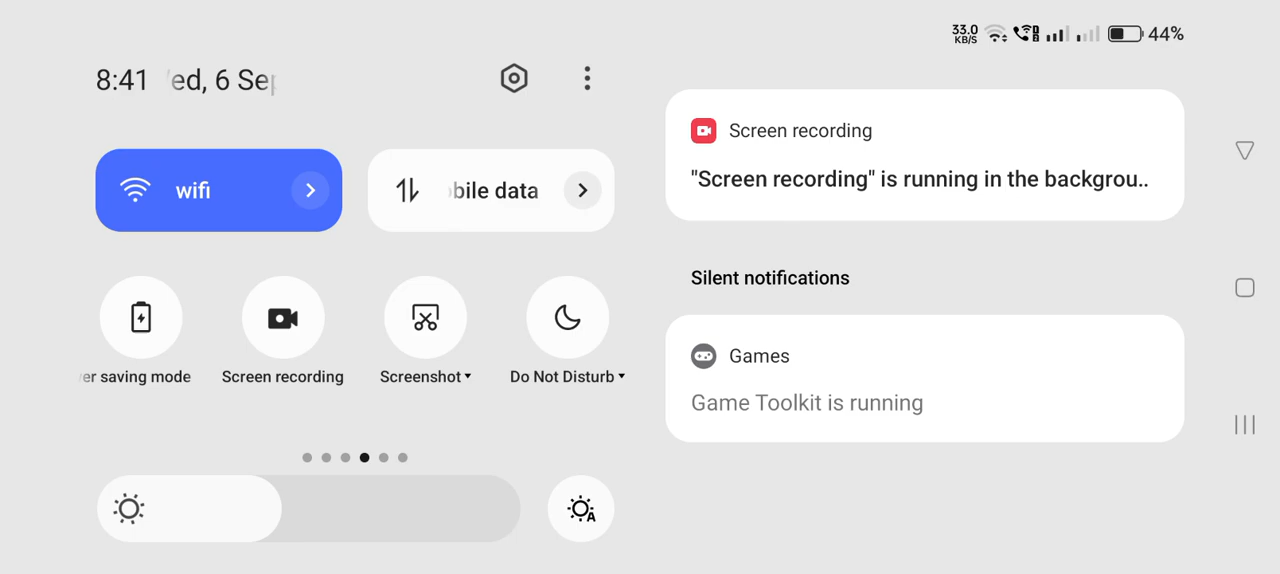 33.0
KB/S
44%
8:41 ed, 6 Sep
wifi
bile data
er saving mode
Screen recording
Screenshot
Do Not Disturb
A
Screen recording
"Screen recording" is running in the backgrou..
Silent notifications
Games
Game Toolkit is running